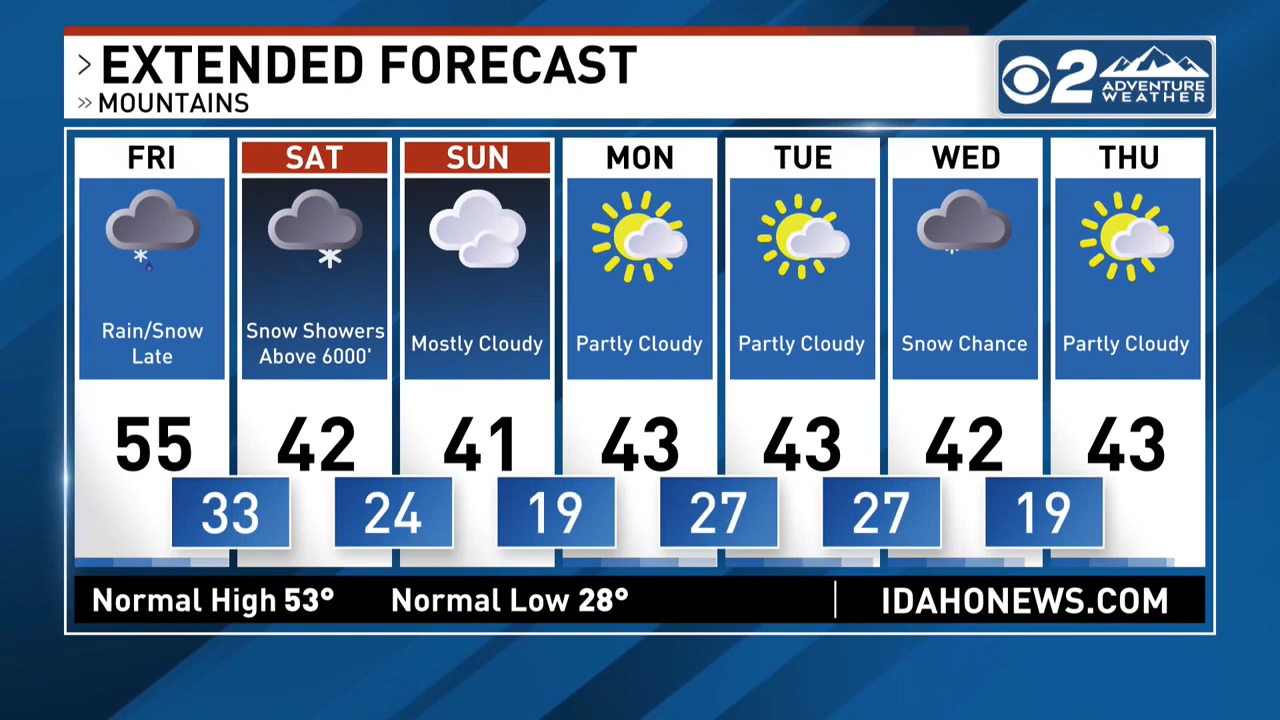 > EXTENDED FORECAST
» MOUNTAINS
2 ADVENTURE
WEATHER
FRI SAT SUN MON TUE WED THU
Rain/Snow
Late
Snow Showers
Above 6000'
Mostly Cloudy
Partly Cloudy
Partly Cloudy
Snow Chance
Partly Cloudy
55 42 41 43 43 42 43
33 24 19 27 27 19
Normal High 53° Normal Low 28° IDAHONEWS.COM